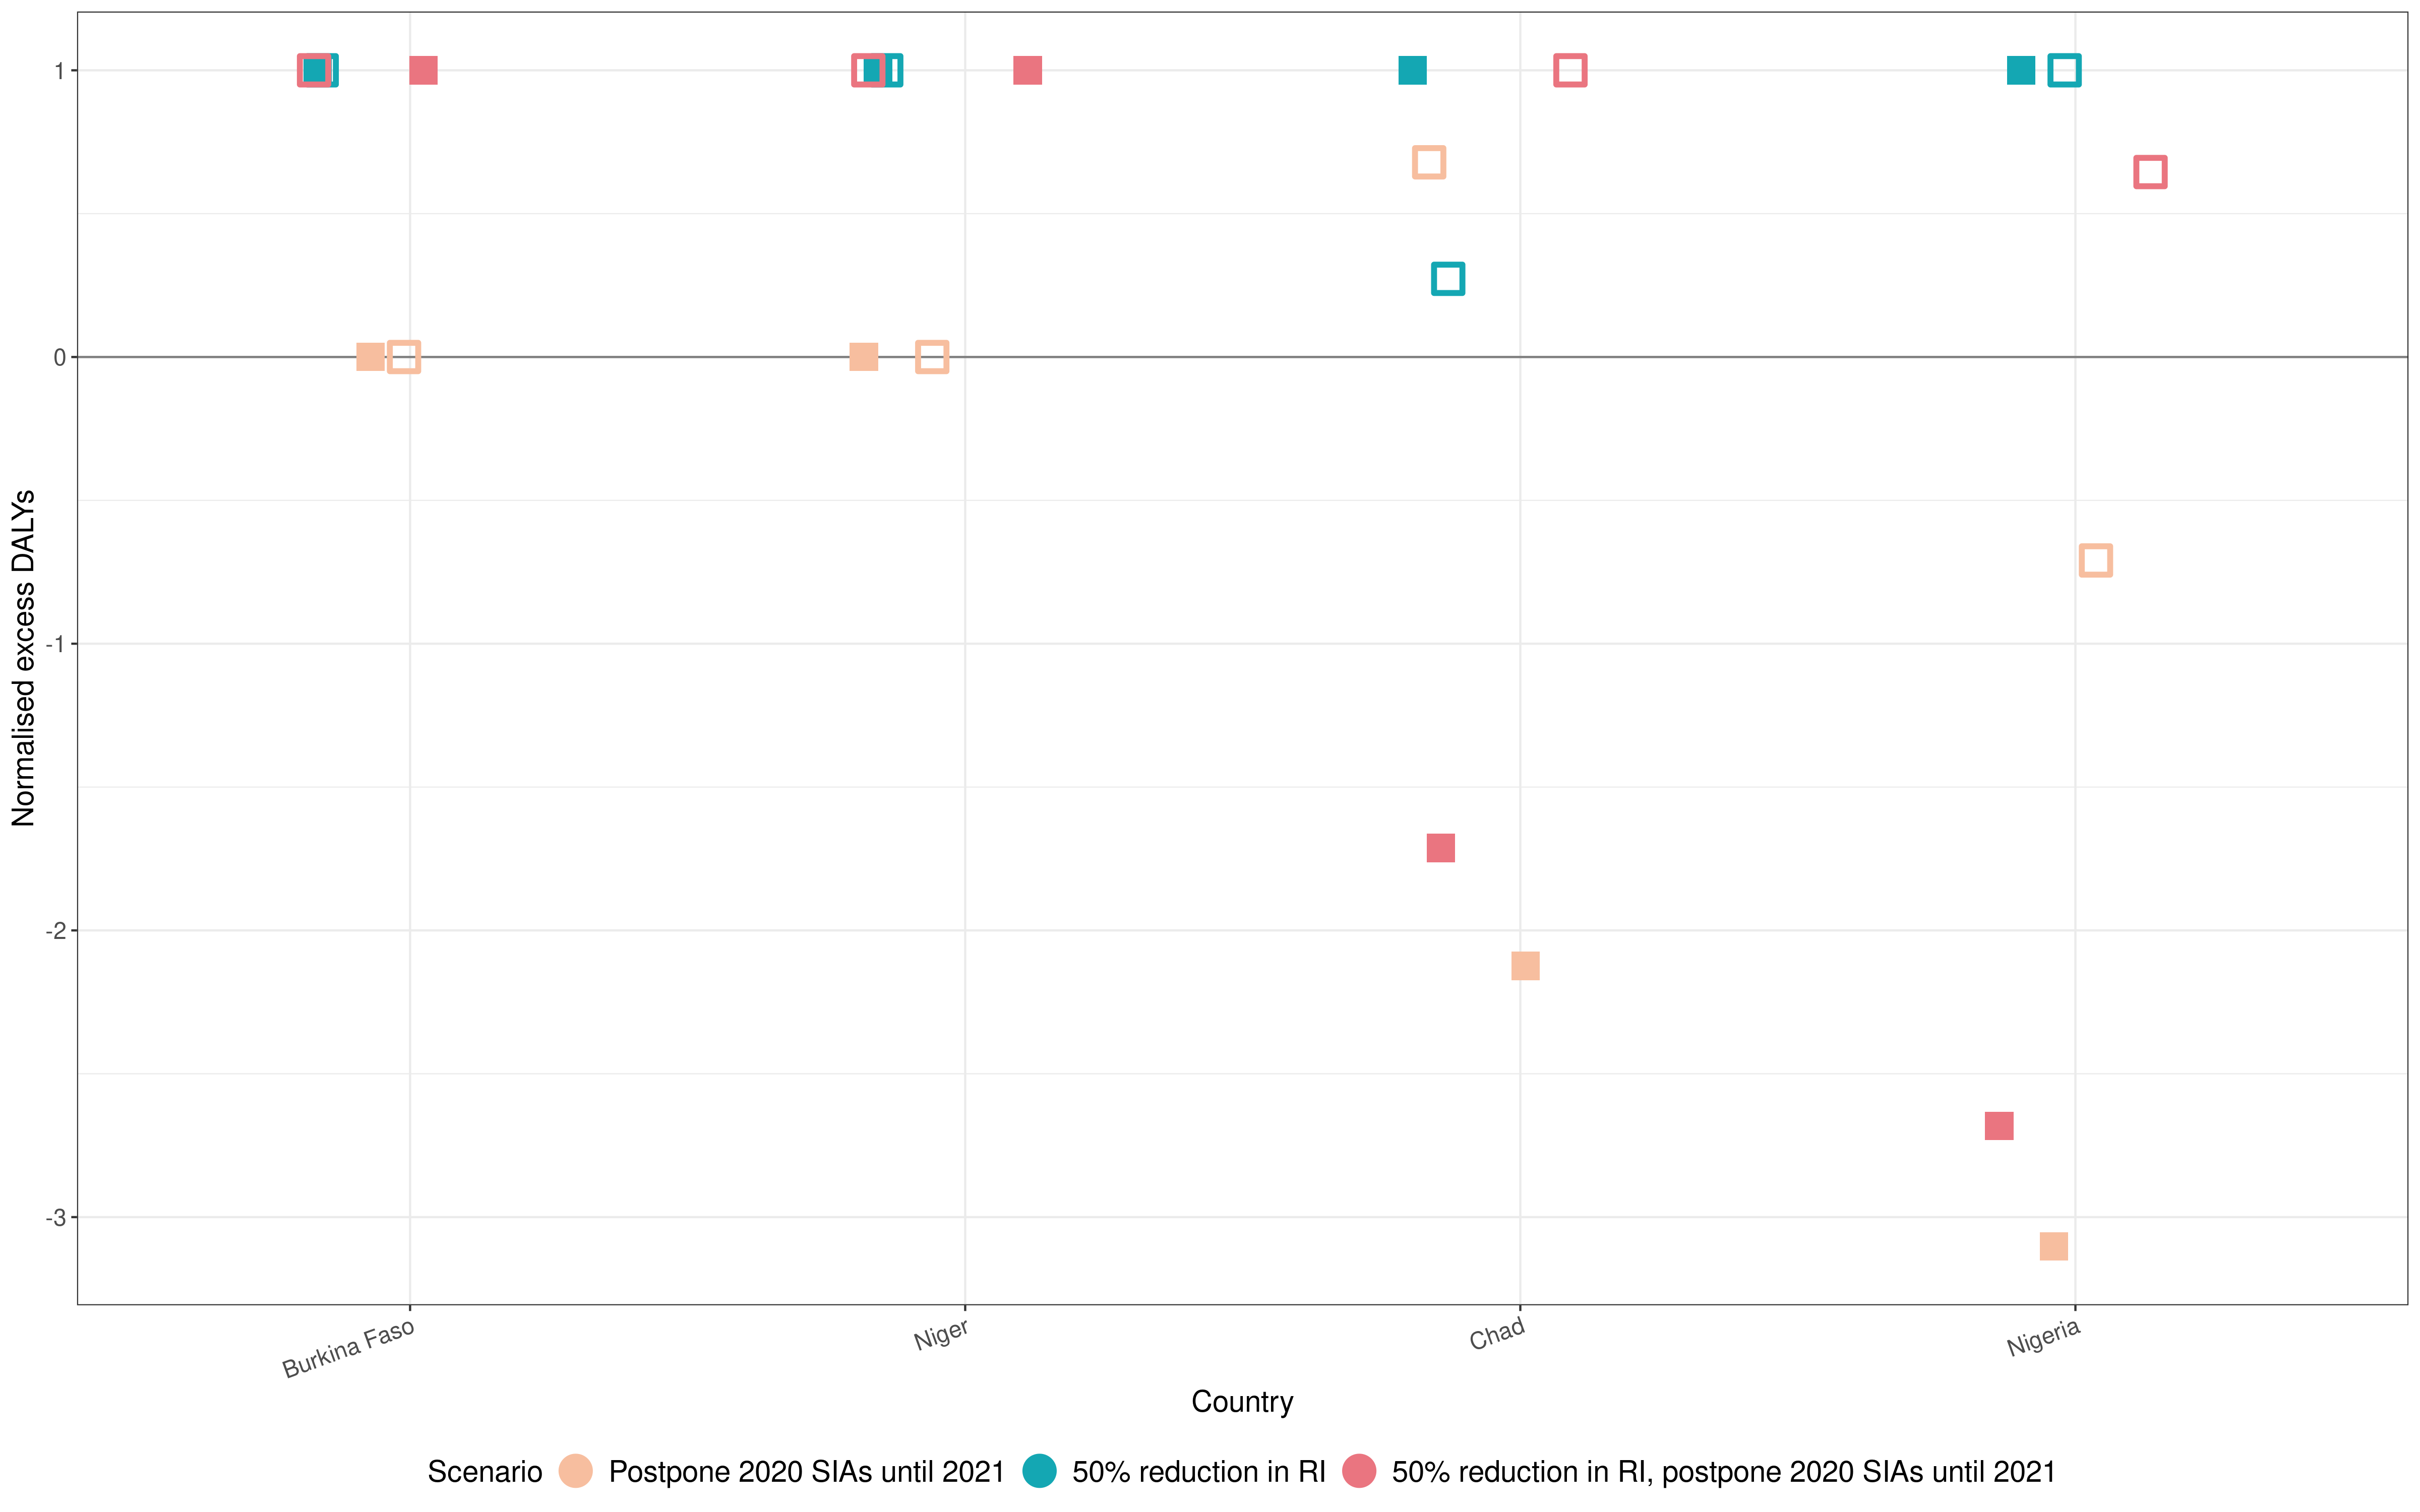 Normalised excess DALYs
1
0
-1
-2
-3
Burkina Faso
Niger
Chad
Nigeria
Country
Scenario Postpone 2020 SIAs until 2021 50% reduction in RI 50% reduction in RI, postpone 2020 SIAs until 2021